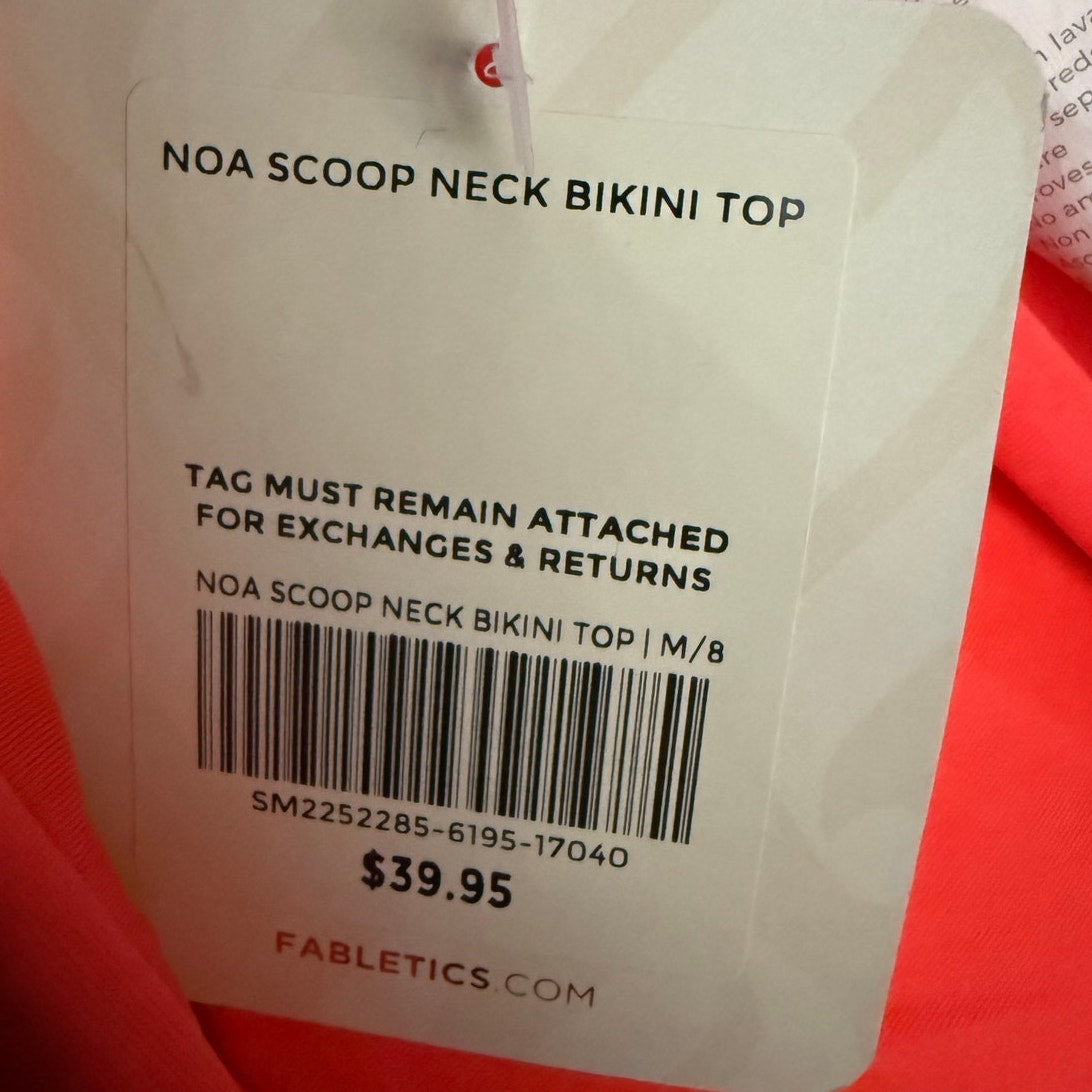 NOA SCOOP NECK BIKINI TOP
TAG MUST REMAIN ATTACHED
FOR EXCHANGES & RETURNS
NOA SCOOP NECK BIKINI TOP | M/8
SM2252285-6195-17040
$39.95
FABLETICS.COM